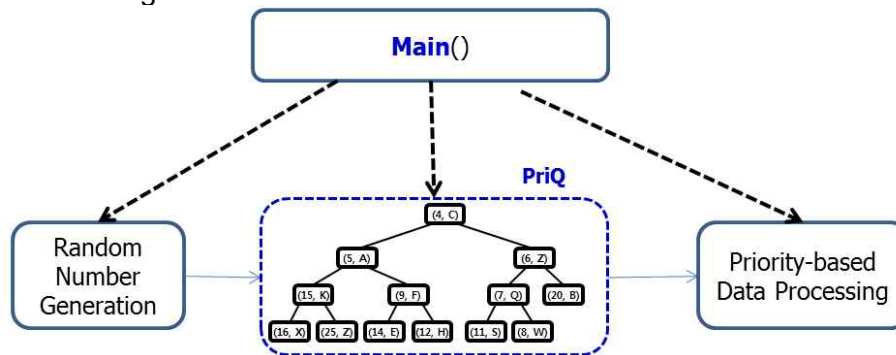 Main()
PriQ
(4, C)
(5, A)
(6, Z)
(15, K)
(9, F)
(7, Q)
(20, B)
(16, X)
(25, Z)
(14, E)
(12, H)
(11, S)
(8, W)
Random
Number
Generation
Priority-based
Data Processing